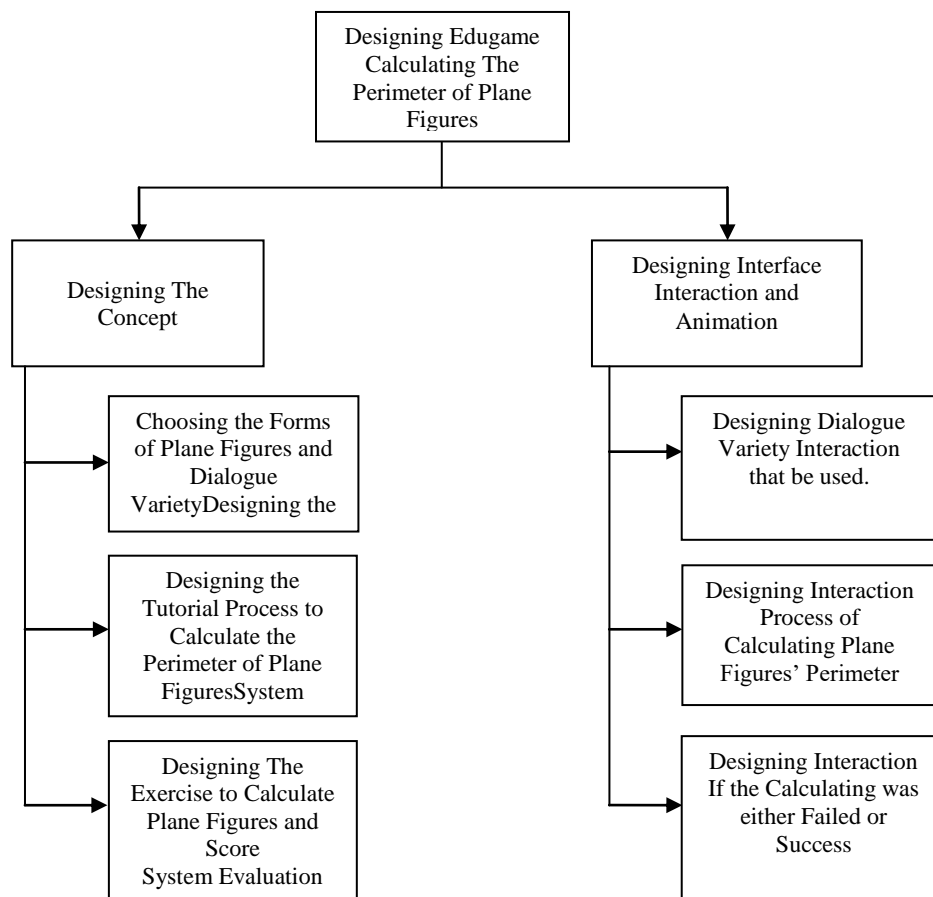 Designing Edugame
Calculating The
Perimeter of Plane
Figures
Designing The
Concept
Designing Interface
Interaction and
Animation
Choosing the Forms
of Plane Figures and
Dialogue
VarietyDesigning the
Designing the
Tutorial Process to
Calculate the
Perimeter of Plane
FiguresSystem
Designing The
Exercise to Calculate
Plane Figures and
Score
System Evaluation
Designing Dialogue
Variety Interaction
that be used.
Designing Interaction
Process of
Calculating Plane
Figures’ Perimeter
Designing Interaction
If the Calculating was
either Failed or
Success